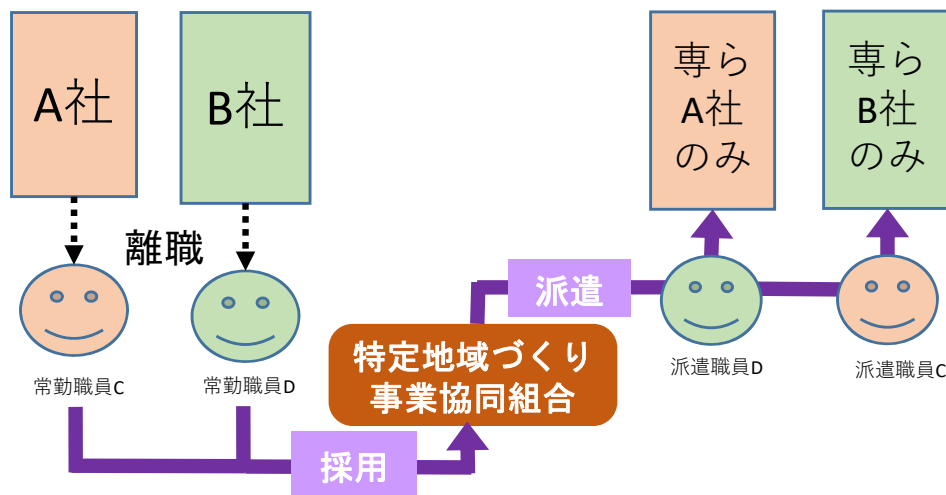 A社
B社
離職
常勤職員C
常勤職員D
採用
特定地域づくり
事業協同組合
派遣
専ら
A社
のみ
専ら
B社
のみ
派遣職員D
派遣職員C